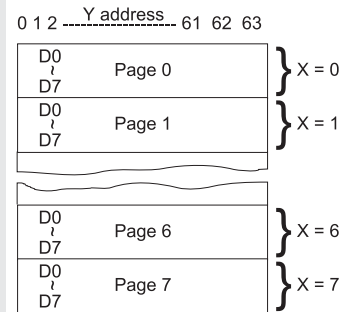 Y address
0 1 2 ---------------- 61 62 63
D0 ~ D7 Page 0 } X = 0
D0 ~ D7 Page 1 } X = 1
D0 ~ D7 Page 6 } X = 6
D0 ~ D7 Page 7 } X = 7